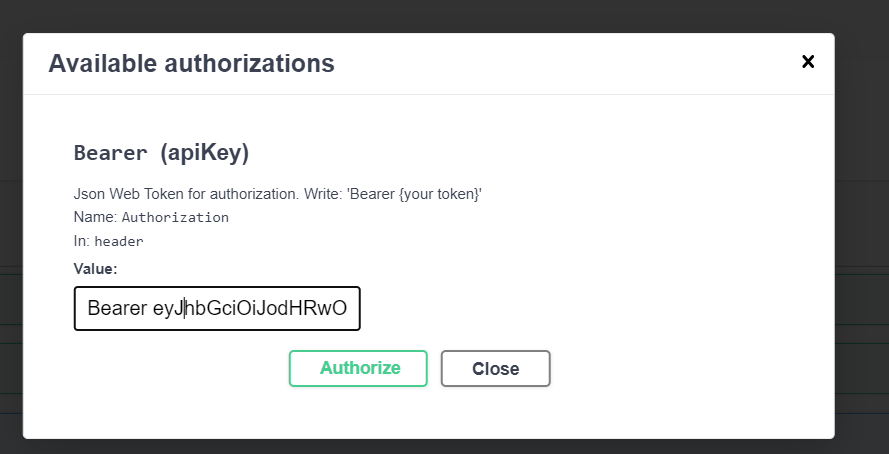 Available authorizations
Bearer (apiKey)
Json Web Token for authorization. Write: 'Bearer {your token}'
Name: Authorization
In: header
Value:
Bearer eyJhbGciOiJodHRwO
Authorize Close